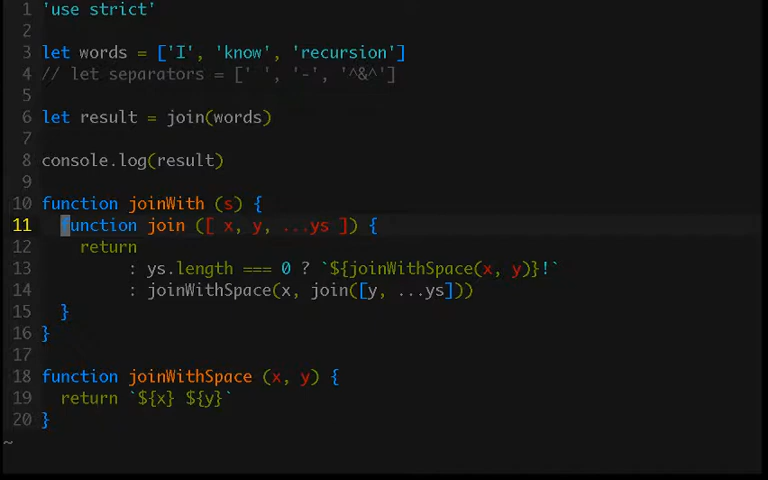 1 'use strict'
2
3 let words = ['I', 'know', 'recursion']
4 // let separators = [' ', '-', '^&^']
5
6 let result = join(words)
7
8 console.log(result)
9
10 function joinWith (s) {
11   function join ([ x, y, ...ys ]) {
12     return
13          : ys.length === 0 ? `${joinWithSpace(x, y)}!`
14          : joinWithSpace(x, join([y, ...ys]))
15   }
16 }
17
18 function joinWithSpace (x, y) {
19   return `${x} ${y}`
20 }
~